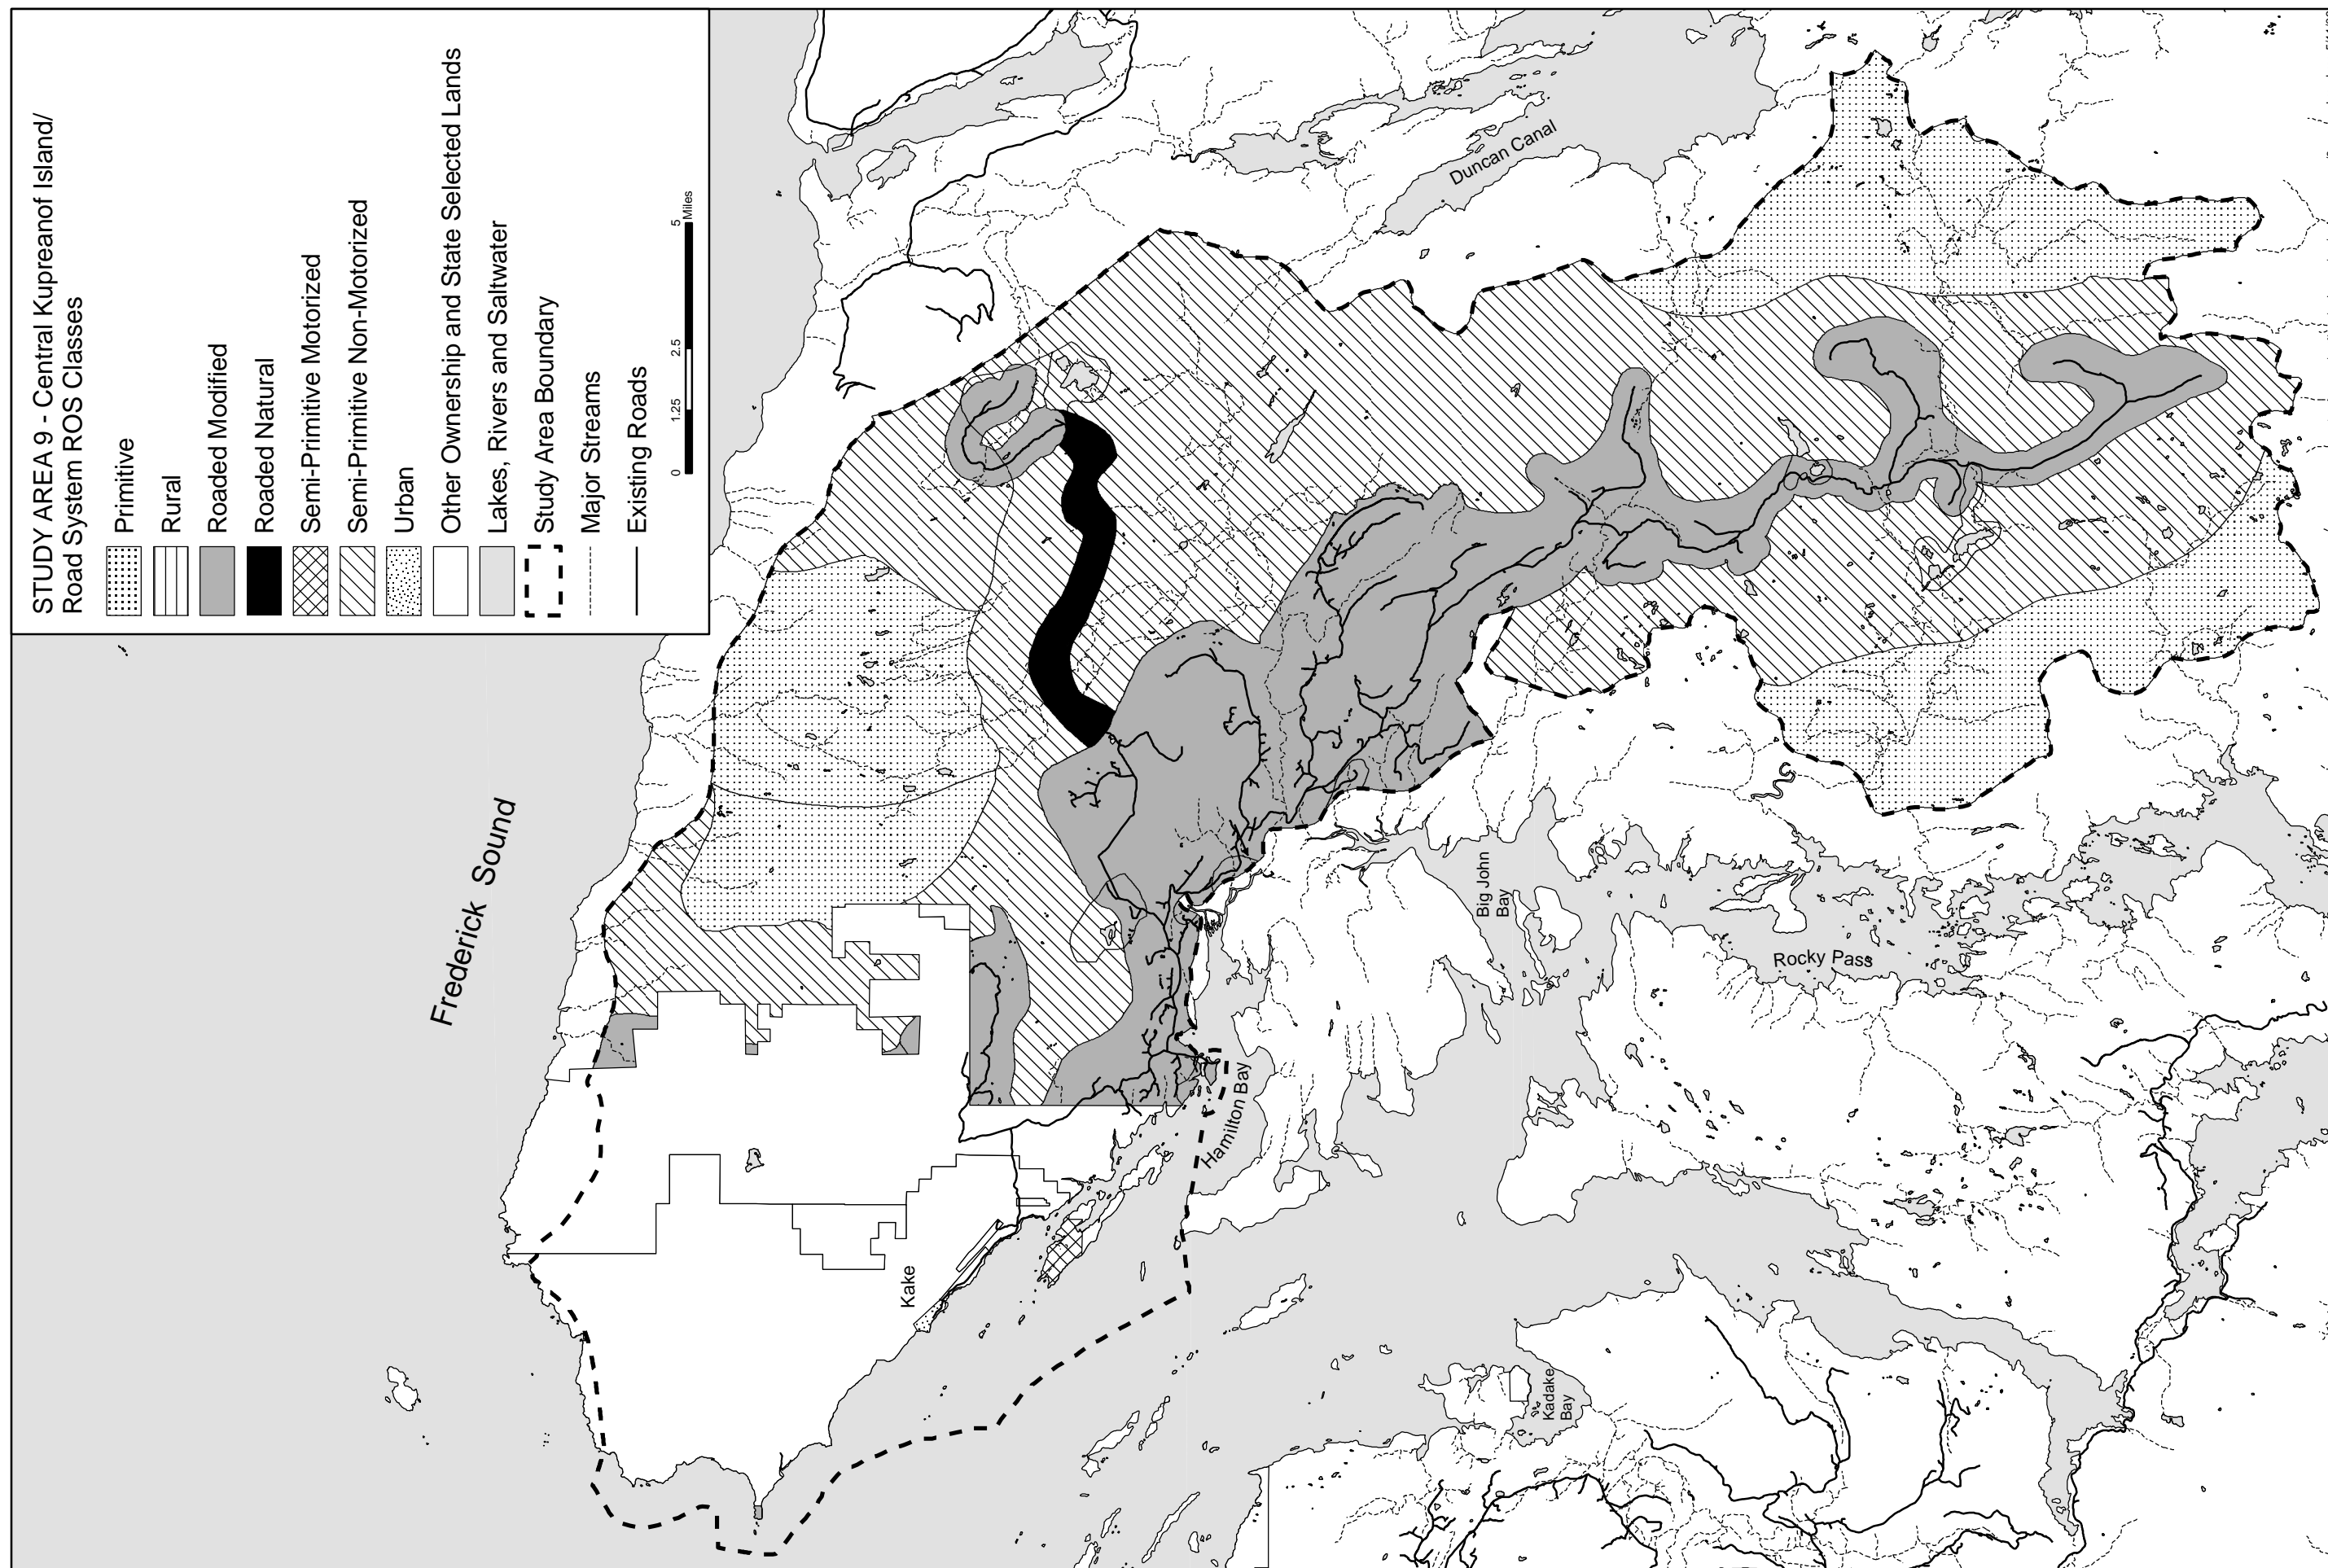 STUDY AREA 9 - Central Kupreanof Island/
Road System ROS Classes
Primitive
Rural
Roaded Modified
Roaded Natural
Semi-Primitive Motorized
Semi-Primitive Non-Motorized
Urban
Other Ownership and State Selected Lands
Lakes, Rivers and Saltwater
Study Area Boundary
Major Streams
Existing Roads
0 1.25 2.5 5
Miles
Frederick Sound
Duncan Canal
Big John
Bay
Rocky Pass
Hamilton Bay
Kake
Kadake
Bay